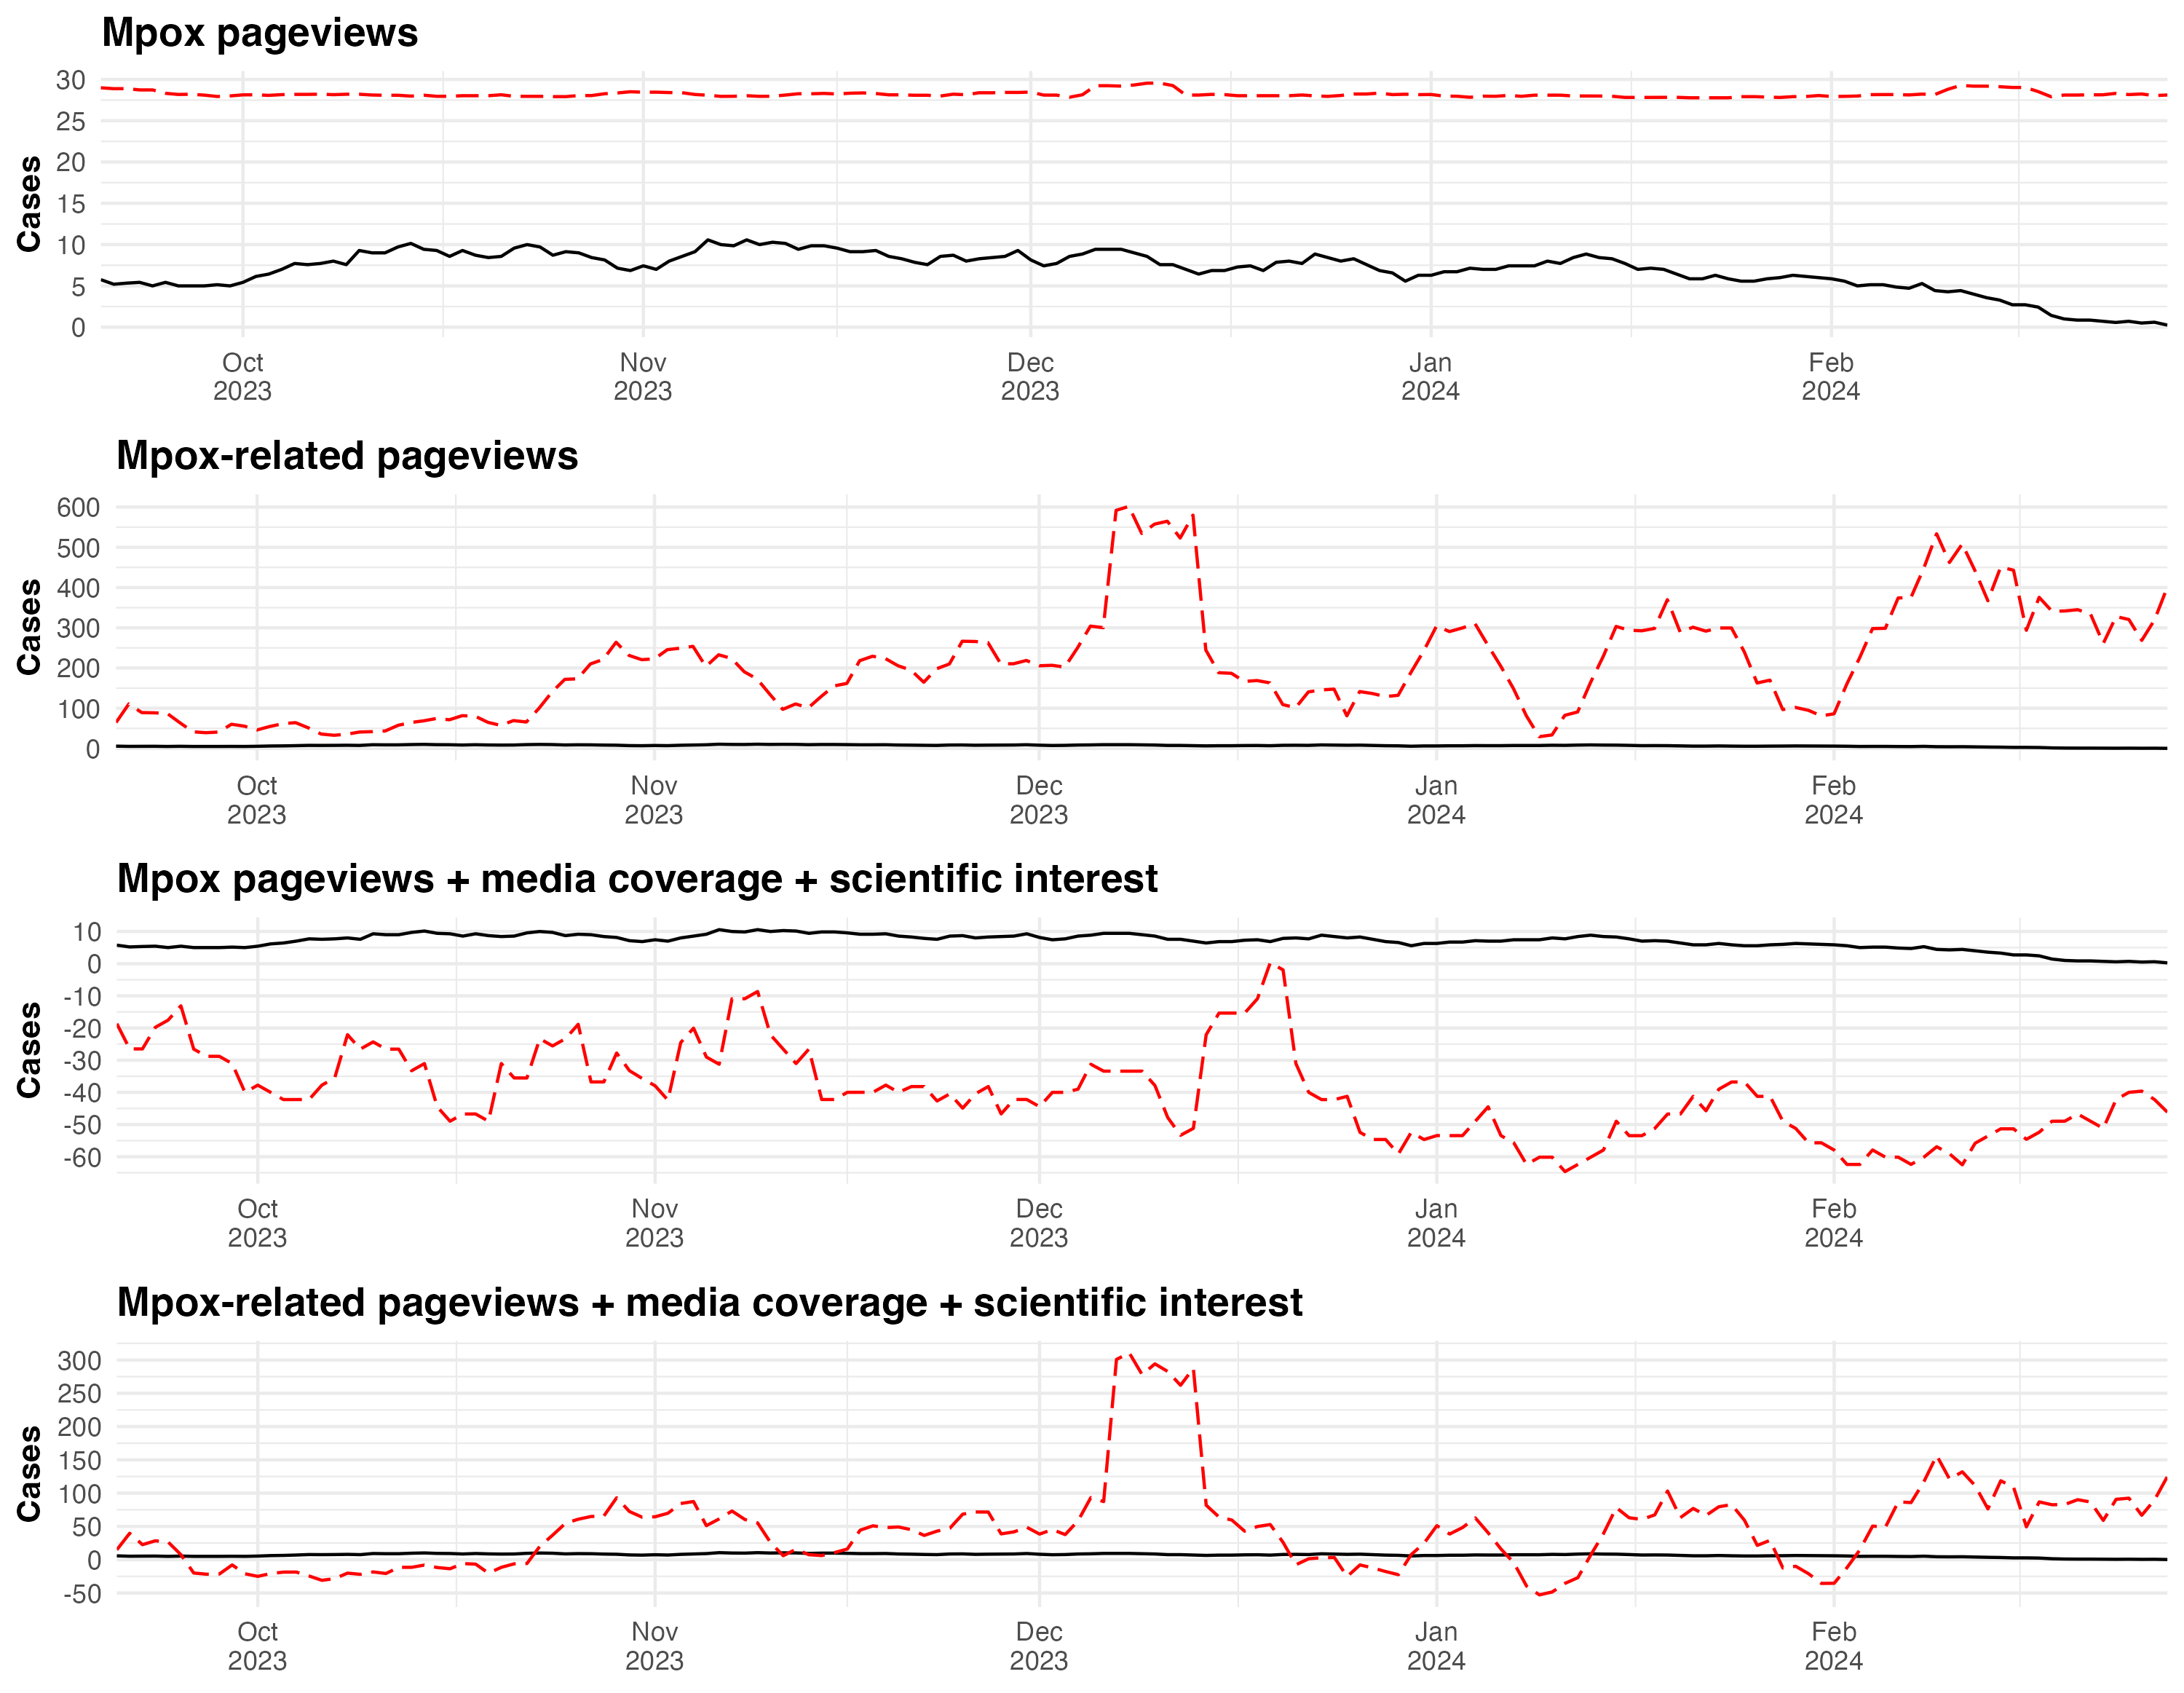 Mpox pageviews
Cases
30
25
20
15
10
5
0
Oct
2023
Nov
2023
Dec
2023
Jan
2024
Feb
2024
Mpox-related pageviews
Cases
600
500
400
300
200
100
0
Oct
2023
Nov
2023
Dec
2023
Jan
2024
Feb
2024
Mpox pageviews + media coverage + scientific interest
Cases
10
0
-10
-20
-30
-40
-50
-60
Oct
2023
Nov
2023
Dec
2023
Jan
2024
Feb
2024
Mpox-related pageviews + media coverage + scientific interest
Cases
300
250
200
150
100
50
0
-50
Oct
2023
Nov
2023
Dec
2023
Jan
2024
Feb
2024